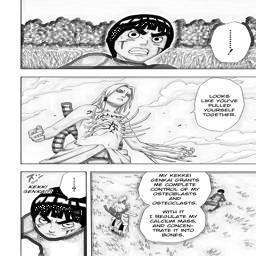 LOOKS
LIKE YOU'VE
PULLED
YOURSELF
TOGETHER.
MY KEKKEI
GENKAI GRANTS
ME COMPLETE
CONTROL OF MY
OSTEOBLASTS
AND
OSTEOCLASTS.
WITH IT
I REGULATE MY
CALCIUM MASS,
AND CONCEN-
TRATE IT INTO
BONES.
KEKKEI
GENKAI